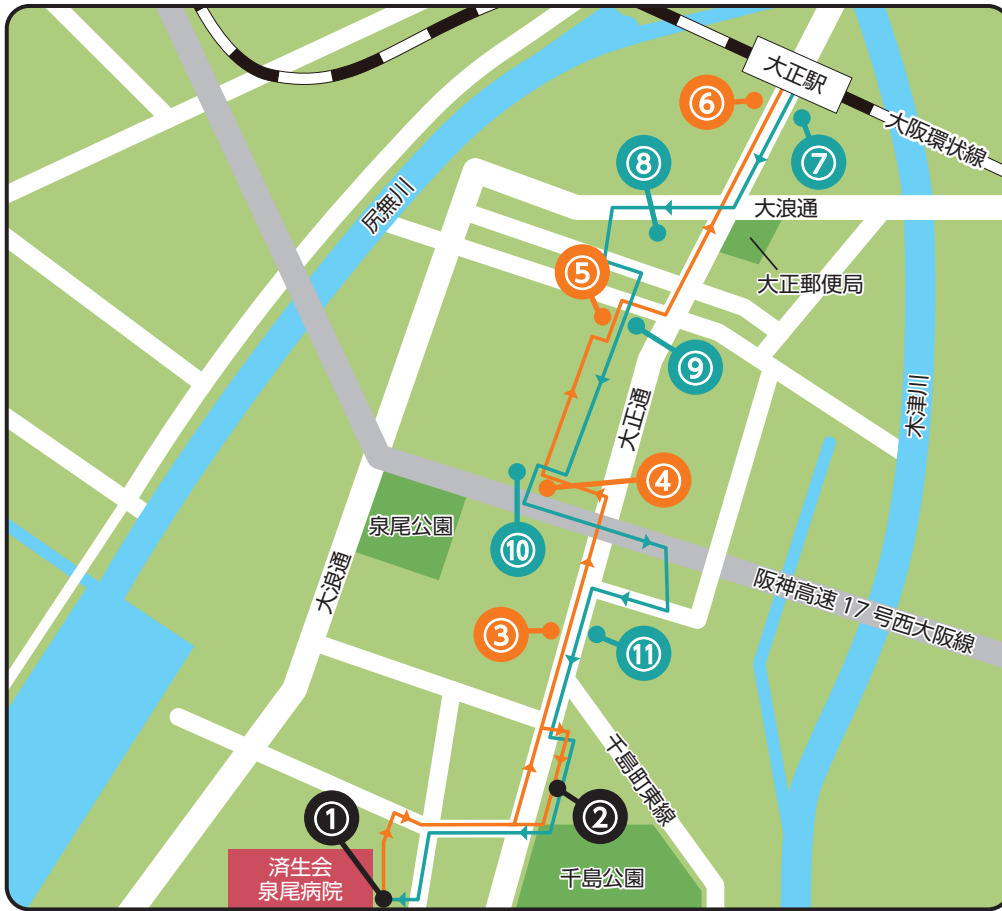 大正駅
⑥
大阪環状線
⑦
⑧
尻無川
大浪通
⑤
大正郵便局
⑨
大正通
木津川
④
泉尾公園
⑩
大浪通
阪神高速 17 号西大阪線
③
⑪
千島町東線
①
②
済生会
泉尾病院
千島公園